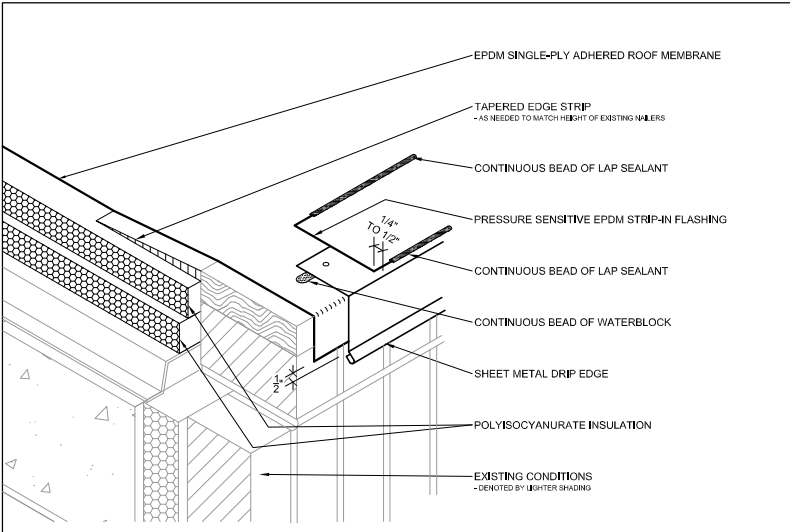 EPDM SINGLE-PLY ADHERED ROOF MEMBRANE
TAPERED EDGE STRIP
- AS NEEDED TO MATCH HEIGHT OF EXISTING NAILERS
CONTINUOUS BEAD OF LAP SEALANT
PRESSURE SENSITIVE EPDM STRIP-IN FLASHING
1/4"
TO 1/2"
CONTINUOUS BEAD OF LAP SEALANT
CONTINUOUS BEAD OF WATERBLOCK
SHEET METAL DRIP EDGE
1/2"
POLYISOCYANURATE INSULATION
EXISTING CONDITIONS
- DENOTED BY LIGHTER SHADING